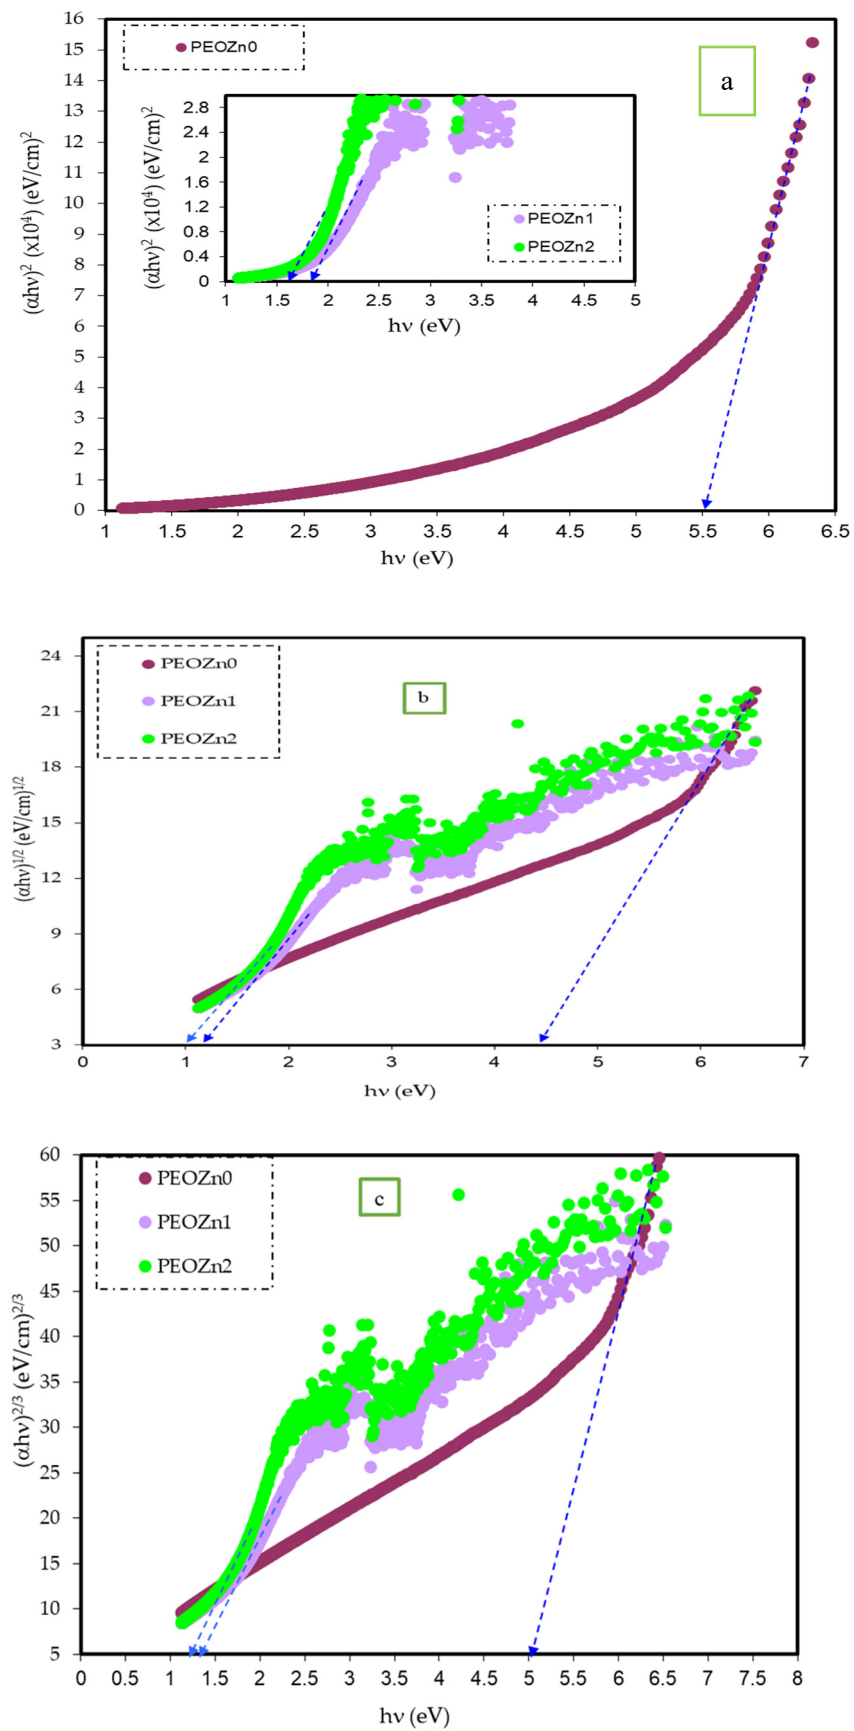 PEOZn0
a
(αhν)² (x10⁴) (eV/cm)²
16
15
14
13
12
11
10
9
8
7
6
5
4
3
2
1
0
1 1.5 2 2.5 3 3.5 4 4.5 5 5.5 6 6.5
hν (eV)
(αhν)² (x10⁴) (eV/cm)²
2.8
2.4
2
1.6
1.2
0.8
0.4
0
PEOZn1
PEOZn2
1 1.5 2 2.5 3 3.5 4 4.5 5
hν (eV)
PEOZn0
PEOZn1
PEOZn2
b
(αhν)^1/2 (eV/cm)^1/2
24
21
18
15
12
9
6
3
0 1 2 3 4 5 6 7
hν (eV)
PEOZn0
PEOZn1
PEOZn2
c
(αhν)^2/3 (eV/cm)^2/3
60
55
50
45
40
35
30
25
20
15
10
5
0 0.5 1 1.5 2 2.5 3 3.5 4 4.5 5 5.5 6 6.5 7 7.5 8
hν (eV)